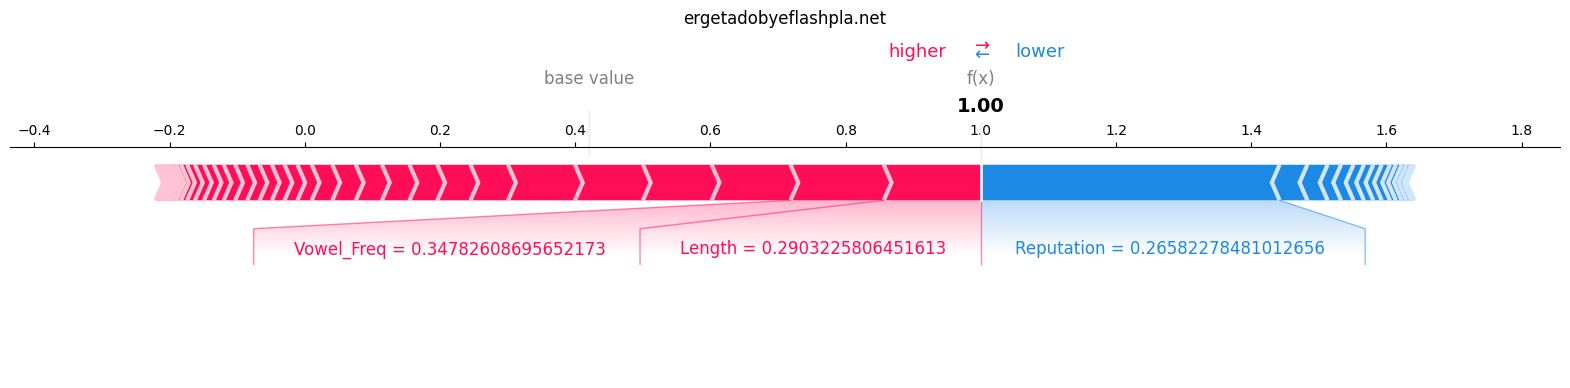 ergetadobyeflashpla.net
higher ⇄ lower
base value f(x)
1.00
−0.4 −0.2 0.0 0.2 0.4 0.6 0.8 1.0 1.2 1.4 1.6 1.8
Vowel_Freq = 0.34782608695652173 Length = 0.2903225806451613 Reputation = 0.26582278481012656